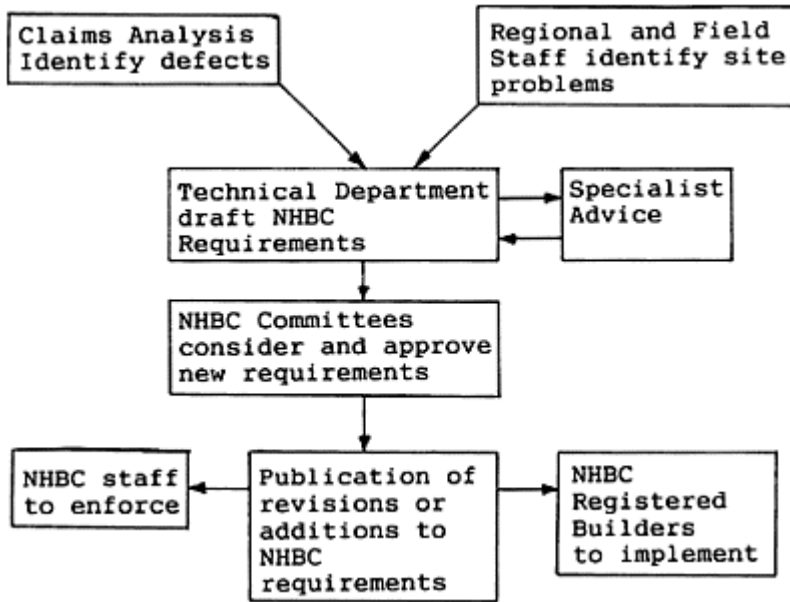 Claims Analysis
Identify defects
Regional and Field
Staff identify site
problems
Technical Department
draft NHBC
Requirements
Specialist
Advice
NHBC Committees
consider and approve
new requirements
NHBC staff
to enforce
Publication of
revisions or
additions to
NHBC
requirements
NHBC
Registered
Builders
to implement